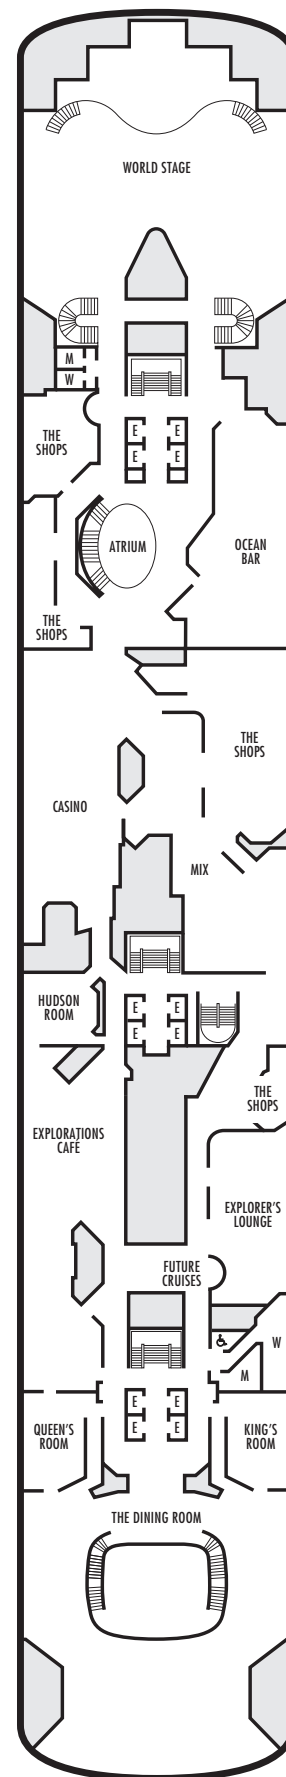 WORLD STAGE
M
W
E E
E E
THE
SHOPS
ATRIUM
OCEAN
BAR
THE
SHOPS
THE
SHOPS
CASINO
MIX
HUDSON
ROOM
E E
E E
THE
SHOPS
EXPLORATIONS
CAFÉ
EXPLORER'S
LOUNGE
FUTURE
CRUISES
W
M
E E
E E
QUEEN'S
ROOM
KING'S
ROOM
THE DINING ROOM